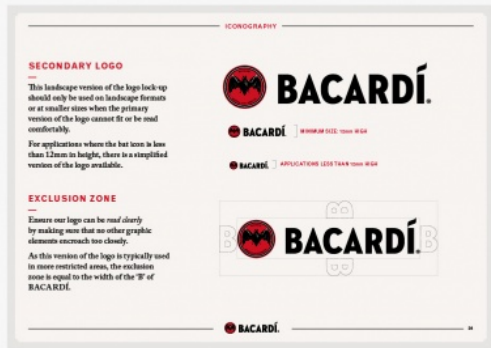 ICONOGRAPHY
SECONDARY LOGO
This landscape version of the logo lock-up
should only be used on landscape formats
or at smaller sizes when the primary
version of the logo cannot fit or be read
comfortably.
For applications where the bat icon is less
than 12mm in height, there is a simplified
version of the logo available.
BACARDÍ.
BACARDÍ.
MINIMUM SIZE:
BACARDÍ.
APPLICATIONS LESS THAN
EXCLUSION ZONE
Ensure our logo can be read clearly
by making sure that no other graphic
elements encroach too closely.
As this version of the logo is typically used
in more restricted areas, the exclusion
zone is equal to the width of the ‘B’ of
BACARDÍ.
B
B
BACARDÍ.
B
B
BACARDÍ.